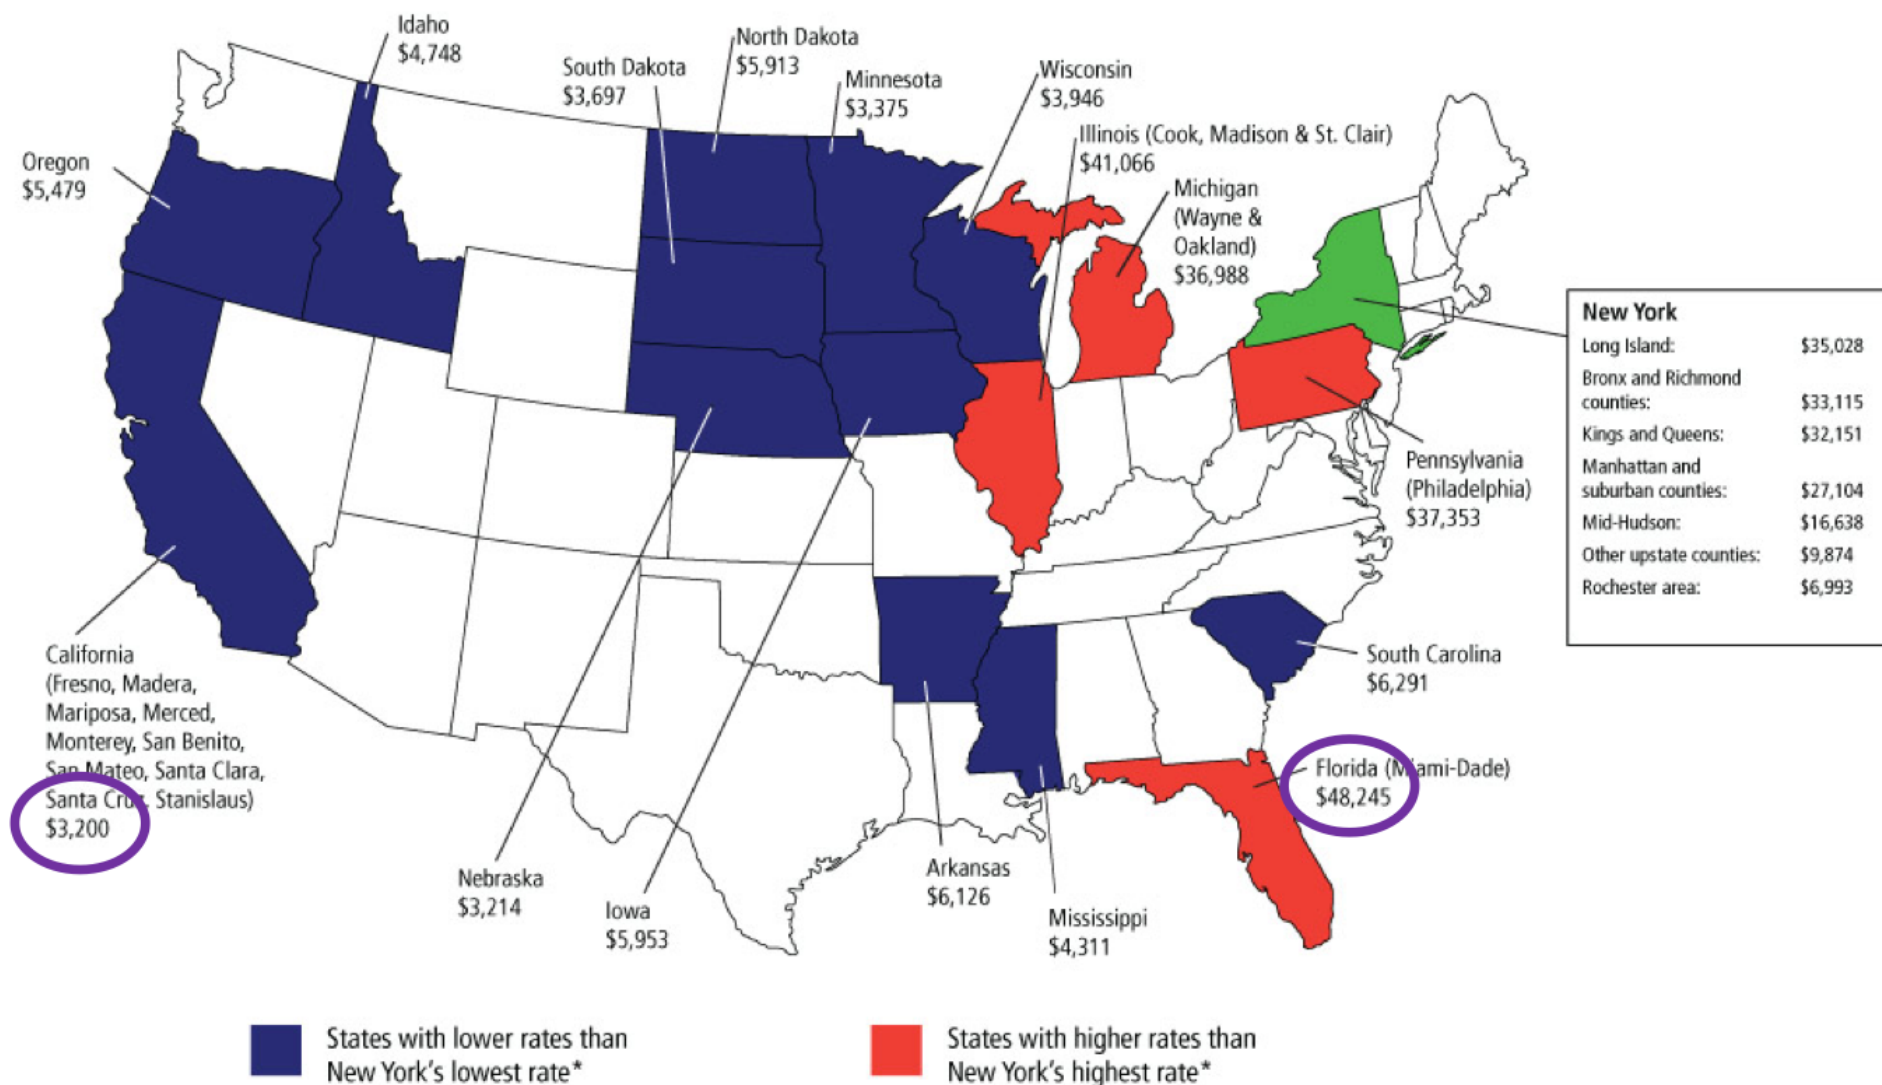 Idaho
$4,748
North Dakota
$5,913
South Dakota
$3,697
Minnesota
$3,375
Wisconsin
$3,946
Illinois (Cook, Madison & St. Clair)
$41,066
Michigan
(Wayne &
Oakland)
$36,988
Oregon
$5,479
New York
Long Island: $35,028
Bronx and Richmond
counties: $33,115
Kings and Queens: $32,151
Manhattan and
suburban counties: $27,104
Mid-Hudson: $16,638
Other upstate counties: $9,874
Rochester area: $6,993
Pennsylvania
(Philadelphia)
$37,353
California
(Fresno, Madera,
Mariposa, Merced,
Monterey, San Benito,
San Mateo, Santa Clara,
Santa Cruz, Stanislaus)
$3,200
South Carolina
$6,291
Florida (Miami-Dade)
$48,245
Nebraska
$3,214
Iowa
$5,953
Arkansas
$6,126
Mississippi
$4,311
States with lower rates than
New York's lowest rate*
States with higher rates than
New York's highest rate*